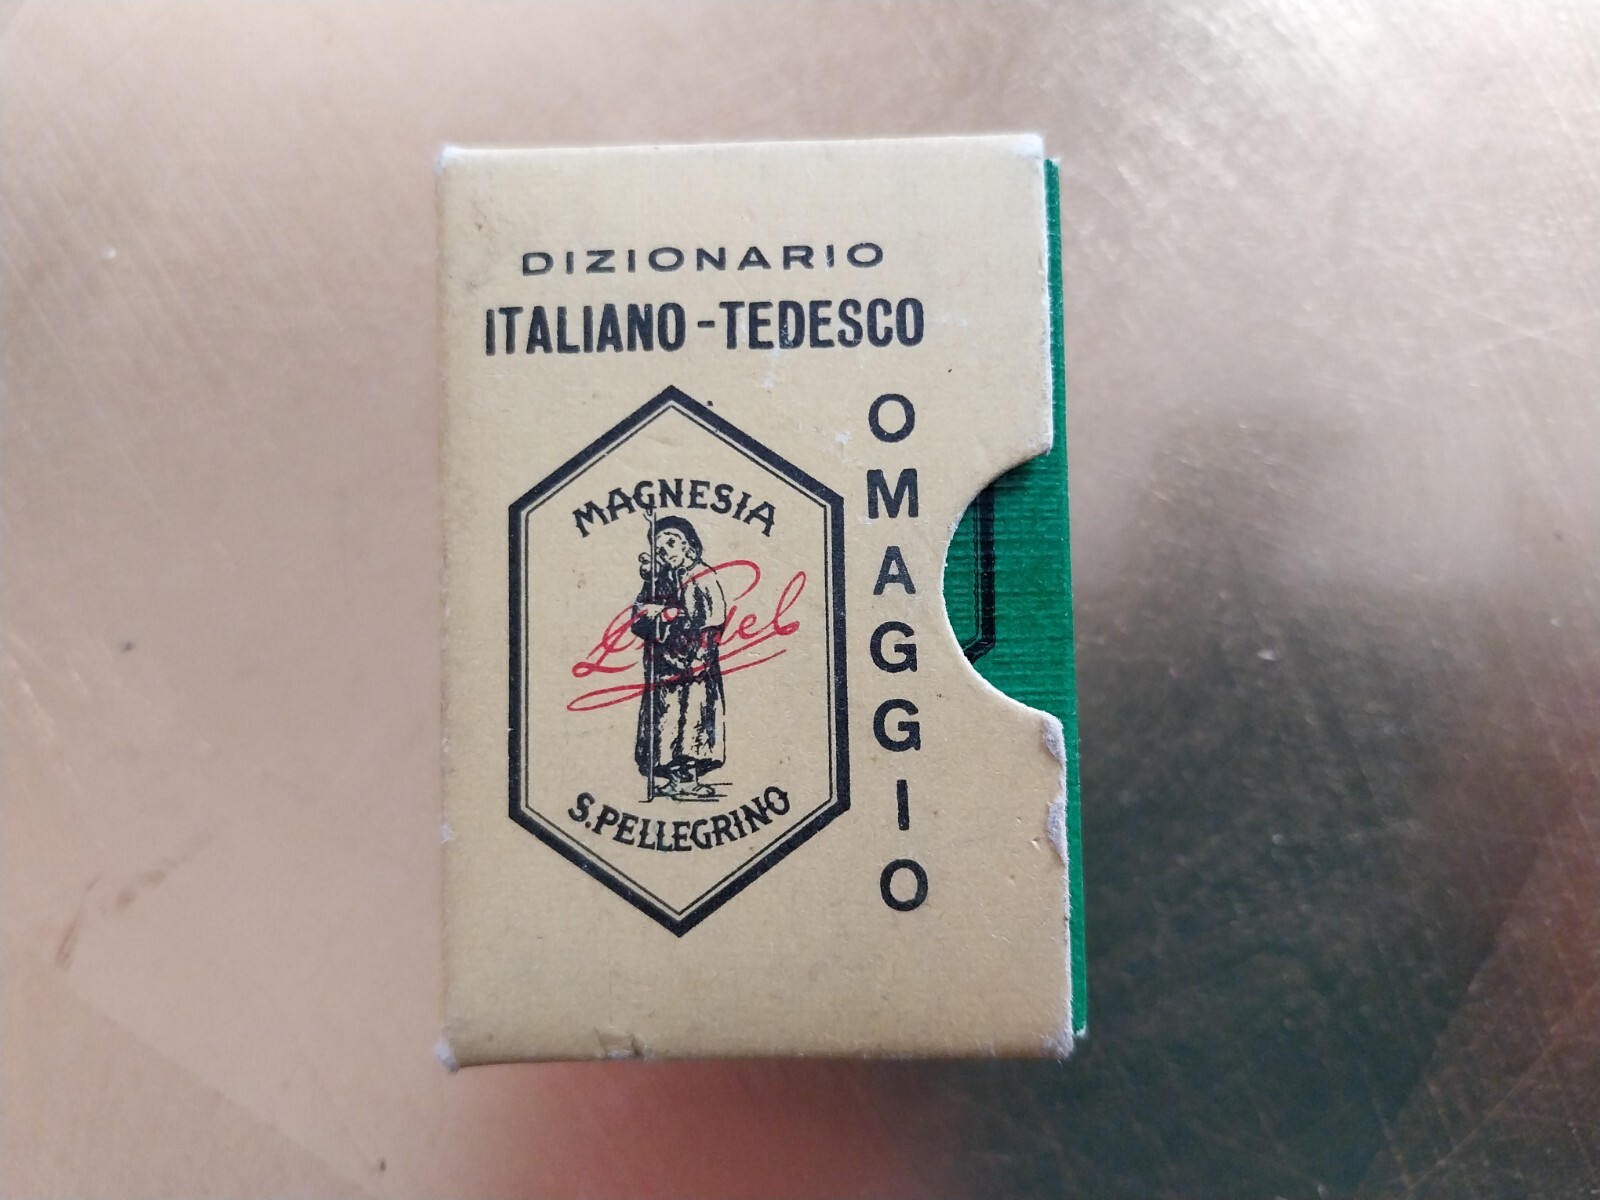 DIZIONARIO
ITALIANO-TEDESCO
OMAGGIO
MAGNESIA
S.PELLEGRINO